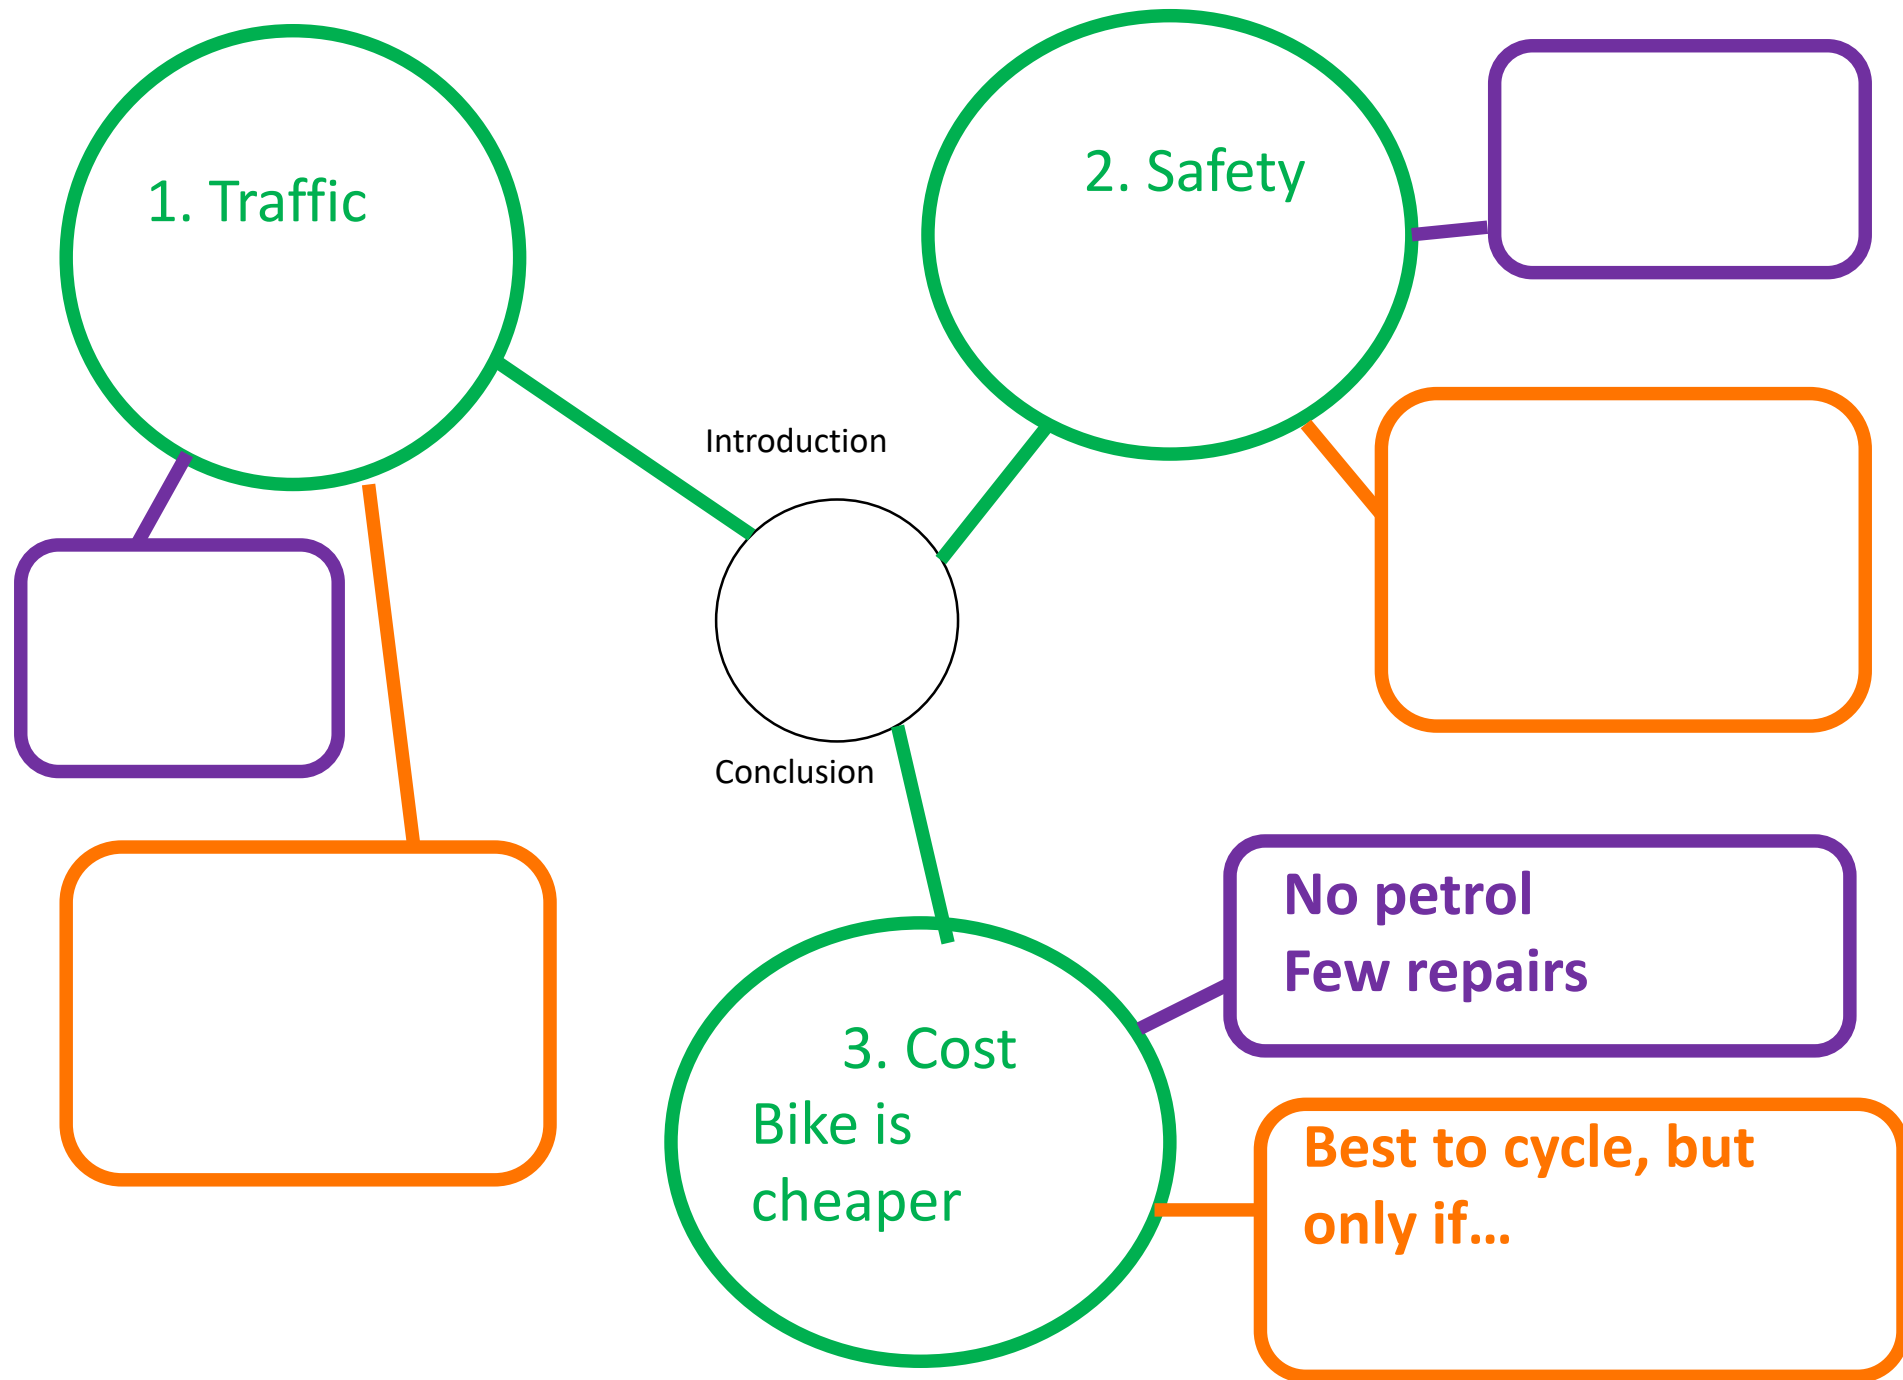 1. Traffic
2. Safety
Introduction
Conclusion
3. Cost
Bike is
cheaper
No petrol
Few repairs
Best to cycle, but
only if…